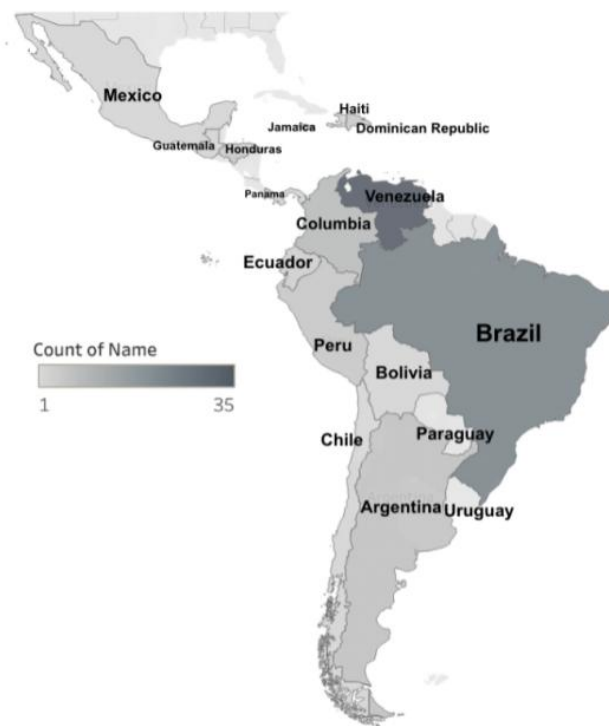 Mexico
Haiti
Jamaica
Dominican Republic
Guatemala
Honduras
Panama
Venezuela
Columbia
Ecuador
Brazil
Peru
Count of Name
1 35
Bolivia
Chile
Paraguay
Argentina
Uruguay